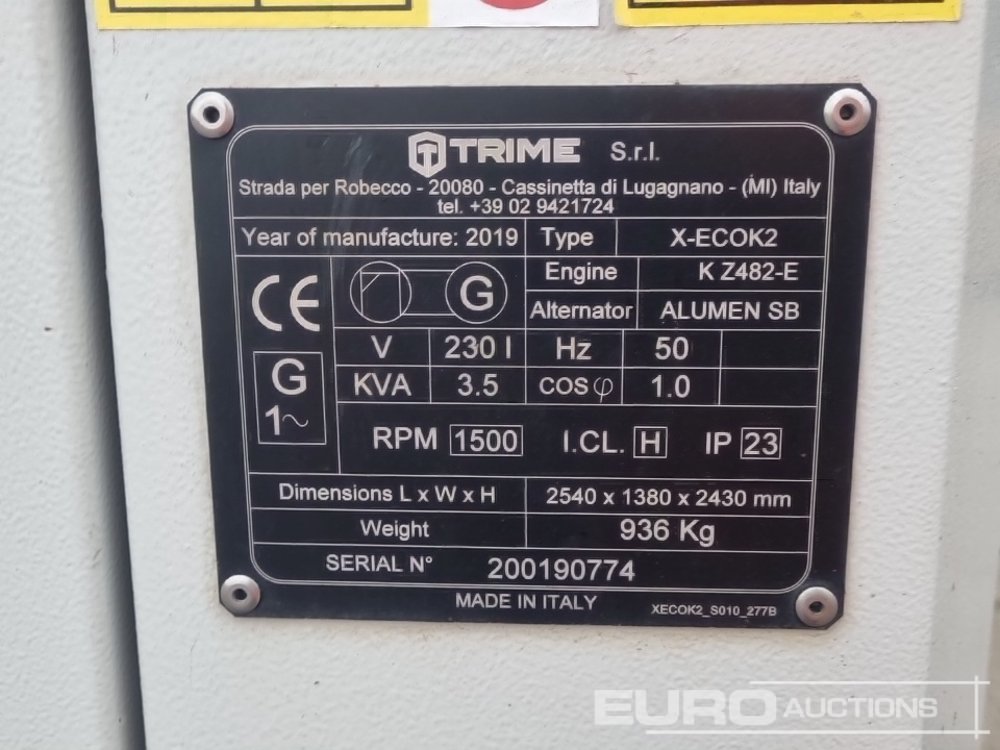 TRIME S.r.l.
Strada per Robecco - 20080 - Cassinetta di Lugagnano - (MI) Italy
tel. +39 02 9421724
Year of manufacture: 2019 Type X-ECOK2
Engine K Z482-E
G
Alternator ALUMEN SB
CE
V 230 I Hz 50
G
KVA 3.5 COS φ 1.0
1~
RPM 1500 I.CL. H IP 23
Dimensions L x W x H 2540 x 1380 x 2430 mm
Weight 936 Kg
SERIAL N° 200190774
MADE IN ITALY XECOK2_S010_277B
EURO AUCTIONS